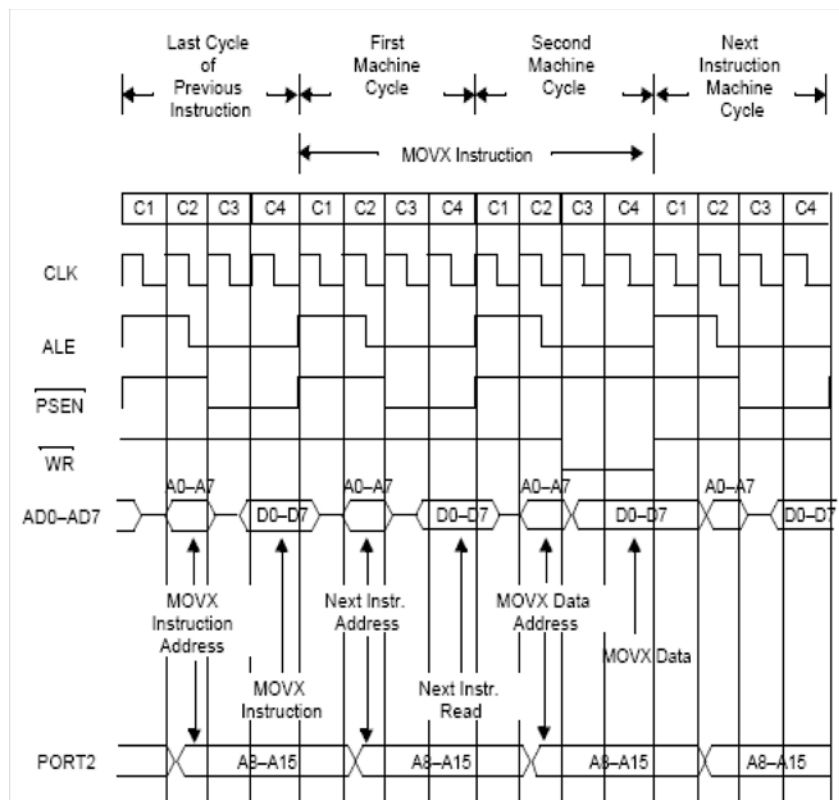 Last Cycle
of
Previous
Instruction
First
Machine
Cycle
Second
Machine
Cycle
Next
Instruction
Machine
Cycle
MOVX Instruction
C1 C2 C3 C4 C1 C2 C3 C4 C1 C2 C3 C4 C1 C2 C3 C4
CLK
ALE
PSEN
WR
A0–A7 A0–A7 A0–A7 A0–A7
AD0–AD7 D0–D7 D0–D7 D0–D7 D0–D7
MOVX
Instruction
Address
Next Instr.
Address
MOVX Data
Address
MOVX Data
MOVX
Instruction
Next Instr.
Read
PORT2 A8–A15 A8–A15 A8–A15 A8–A15